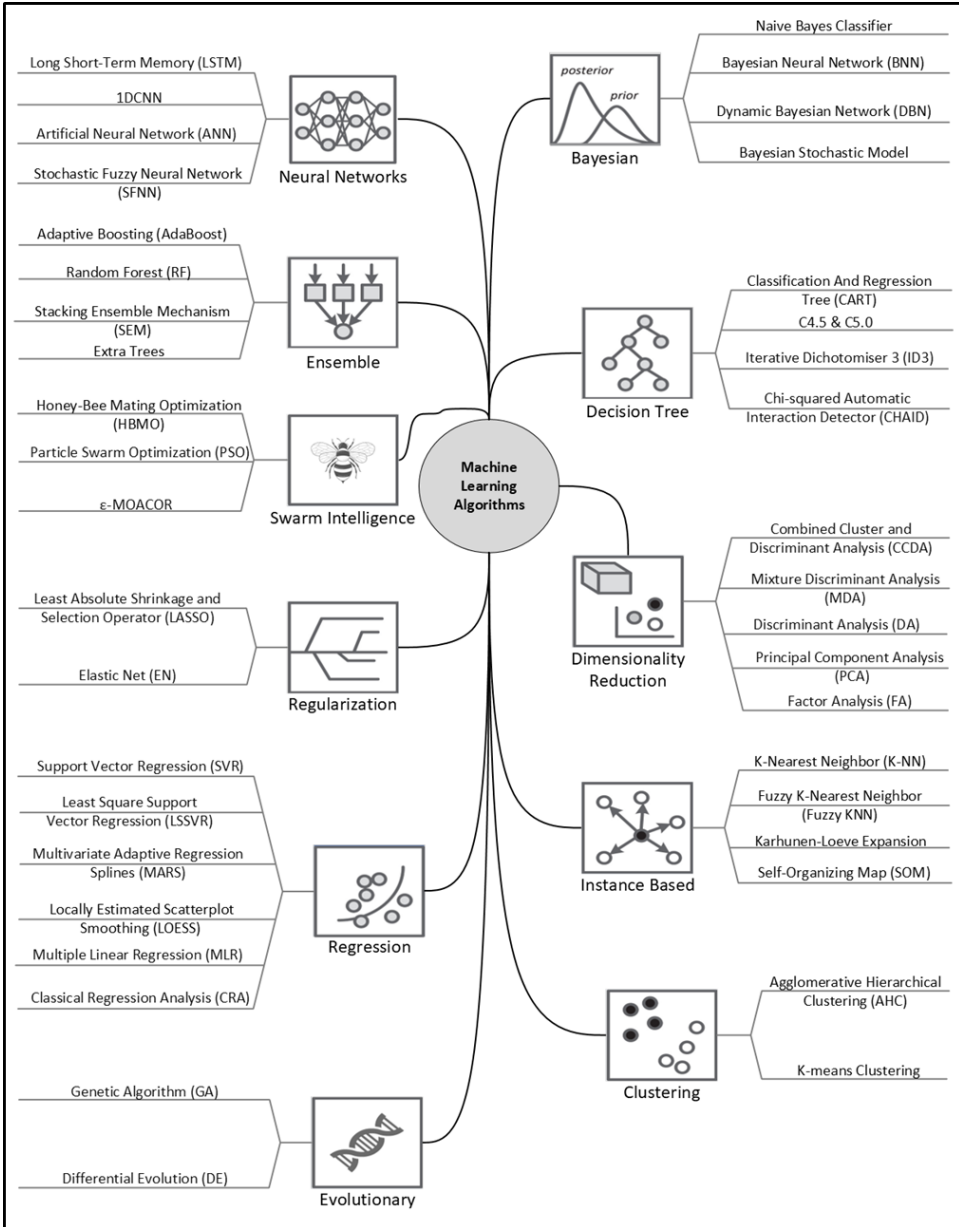 Machine
Learning
Algorithms
Long Short-Term Memory (LSTM)
1DCNN
Artificial Neural Network (ANN)
Stochastic Fuzzy Neural Network
(SFNN)
Neural Networks
Adaptive Boosting (AdaBoost)
Random Forest (RF)
Stacking Ensemble Mechanism
(SEM)
Extra Trees
Ensemble
Honey-Bee Mating Optimization
(HBMO)
Particle Swarm Optimization (PSO)
ε-MOACOR
Swarm Intelligence
Least Absolute Shrinkage and
Selection Operator (LASSO)
Elastic Net (EN)
Regularization
Support Vector Regression (SVR)
Least Square Support
Vector Regression (LSSVR)
Multivariate Adaptive Regression
Splines (MARS)
Locally Estimated Scatterplot
Smoothing (LOESS)
Multiple Linear Regression (MLR)
Classical Regression Analysis (CRA)
Regression
Genetic Algorithm (GA)
Differential Evolution (DE)
Evolutionary
posterior
prior
Bayesian
Naive Bayes Classifier
Bayesian Neural Network (BNN)
Dynamic Bayesian Network (DBN)
Bayesian Stochastic Model
Decision Tree
Classification And Regression
Tree (CART)
C4.5 & C5.0
Iterative Dichotomiser 3 (ID3)
Chi-squared Automatic
Interaction Detector (CHAID)
Dimensionality
Reduction
Combined Cluster and
Discriminant Analysis (CCDA)
Mixture Discriminant Analysis
(MDA)
Discriminant Analysis (DA)
Principal Component Analysis
(PCA)
Factor Analysis (FA)
Instance Based
K-Nearest Neighbor (K-NN)
Fuzzy K-Nearest Neighbor
(Fuzzy KNN)
Karhunen-Loeve Expansion
Self-Organizing Map (SOM)
Clustering
Agglomerative Hierarchical
Clustering (AHC)
K-means Clustering